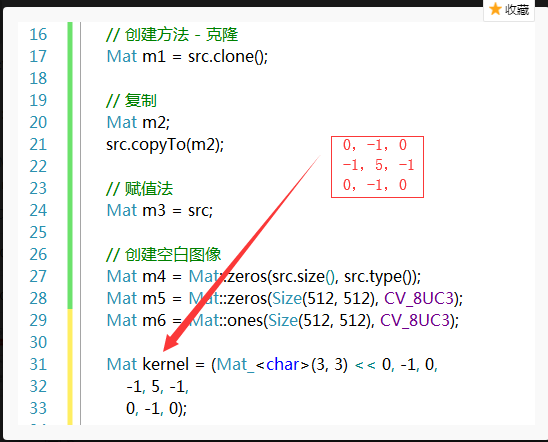 收藏
16 // 创建方法 - 克隆
17 Mat m1 = src.clone();
18
19 // 复制
20 Mat m2;
21 src.copyTo(m2);
22
23 // 赋值法
24 Mat m3 = src;
25
26 // 创建空白图像
27 Mat m4 = Mat::zeros(src.size(), src.type());
28 Mat m5 = Mat::zeros(Size(512, 512), CV_8UC3);
29 Mat m6 = Mat::ones(Size(512, 512), CV_8UC3);
30
31 Mat kernel = (Mat_<char>(3, 3) << 0, -1, 0,
32 -1, 5, -1,
33 0, -1, 0);
0, -1, 0
-1, 5, -1
0, -1, 0